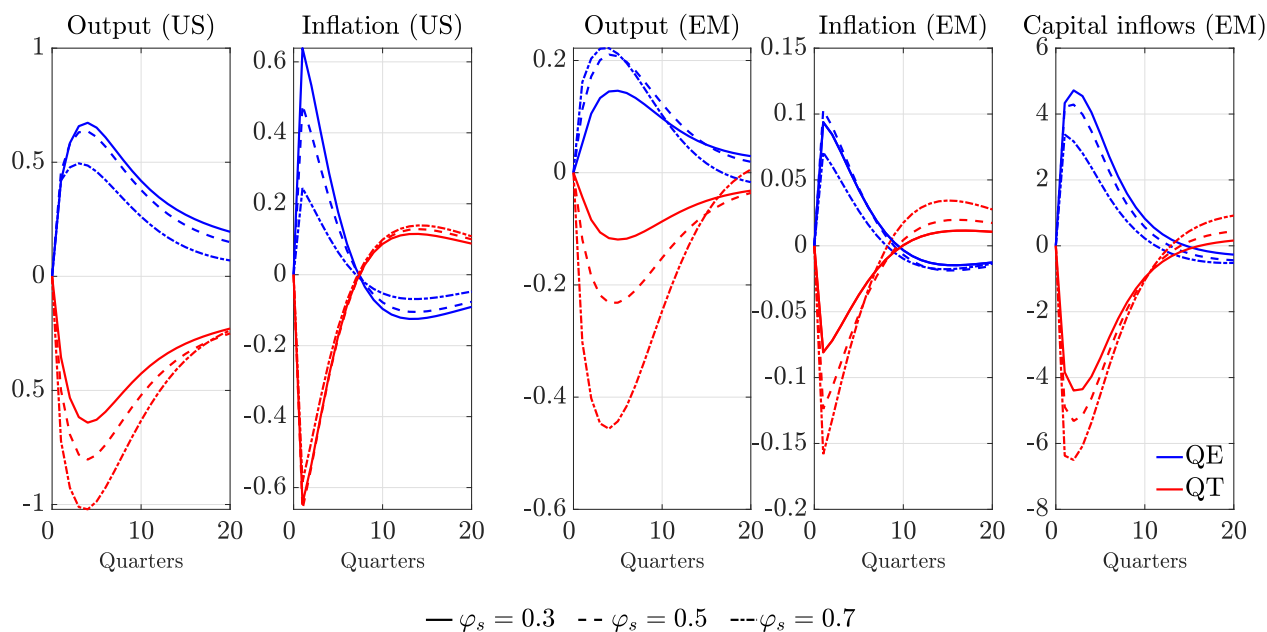 Output (US)
1
0.5
0
0.5
-1
0 10 20
Quarters
Inflation (US)
0.6
0.4
0.2
0
-0.2
-0.4
-0.6
0 10 20
Quarters
Output (EM)
0.2
0
-0.2
-0.4
-0.6
0 10 20
Quarters
Inflation (EM)
0.15
0.1
0.05
0
-0.05
-0.1
-0.15
-0.2
0 10 20
Quarters
Capital inflows (EM)
6
4
2
0
-2
-4
-6
-8
0 10 20
Quarters
QE
QT
φs = 0.3 φs = 0.5 φs = 0.7